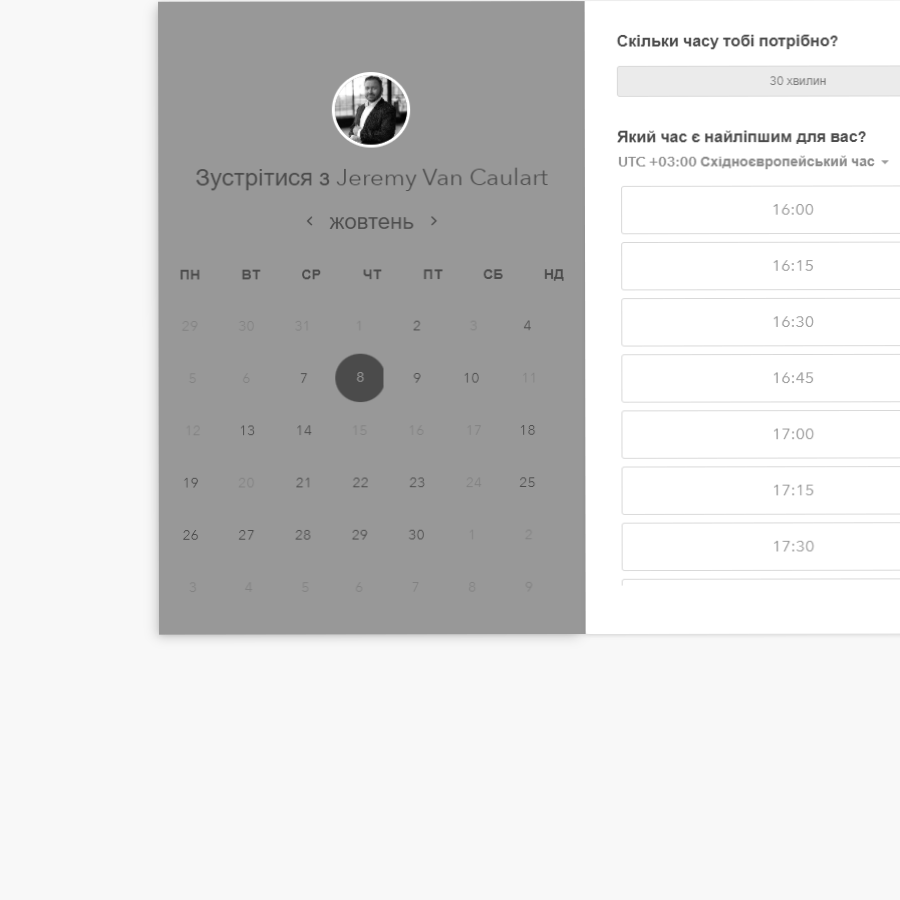 Зустрітися з Jeremy Van Caulart
жовтень
ПН ВТ СР ЧТ ПТ СБ НД
29 30 31 1 2 3 4
5 6 7 8 9 10 11
12 13 14 15 16 17 18
19 20 21 22 23 24 25
26 27 28 29 30 1 2
3 4 5 6 7 8 9
Скільки часу тобі потрібно?
30 хвилин
Який час є найліпшим для вас?
UTC +03:00 Східноєвропейський час
16:00
16:15
16:30
16:45
17:00
17:15
17:30